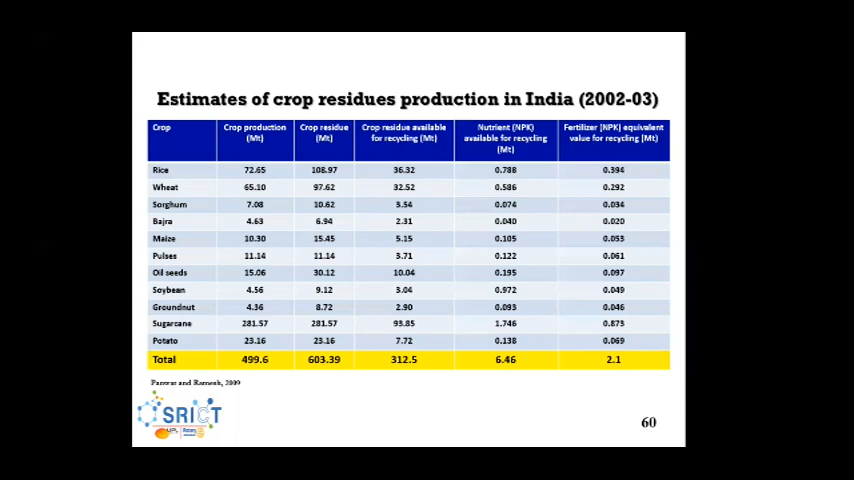 Estimates of crop residues production in India (2002-03)
Crop Crop production (Mt) Crop residue (Mt) Crop residue available for recycling (Mt) Nutrient (NPK) available for recycling (Mt) Fertilizer (NPK) equivalent value for recycling (Mt)
Rice 72.65 108.97 36.32 0.788 0.394
Wheat 65.10 97.62 32.52 0.586 0.292
Sorghum 7.08 10.62 3.54 0.074 0.034
Bajra 4.63 6.94 2.31 0.040 0.020
Maize 10.30 15.45 5.15 0.105 0.053
Pulses 11.14 11.14 3.71 0.122 0.061
Oil seeds 15.06 30.12 10.04 0.195 0.097
Soybean 4.56 9.12 3.04 0.972 0.049
Groundnut 4.36 8.72 2.90 0.093 0.046
Sugarcane 281.57 281.57 93.85 1.746 0.873
Potato 23.16 23.16 7.72 0.138 0.069
Total 499.6 603.39 312.5 6.46 2.1
and Ramesh, 2009
SRICT
UPL Rotary
60